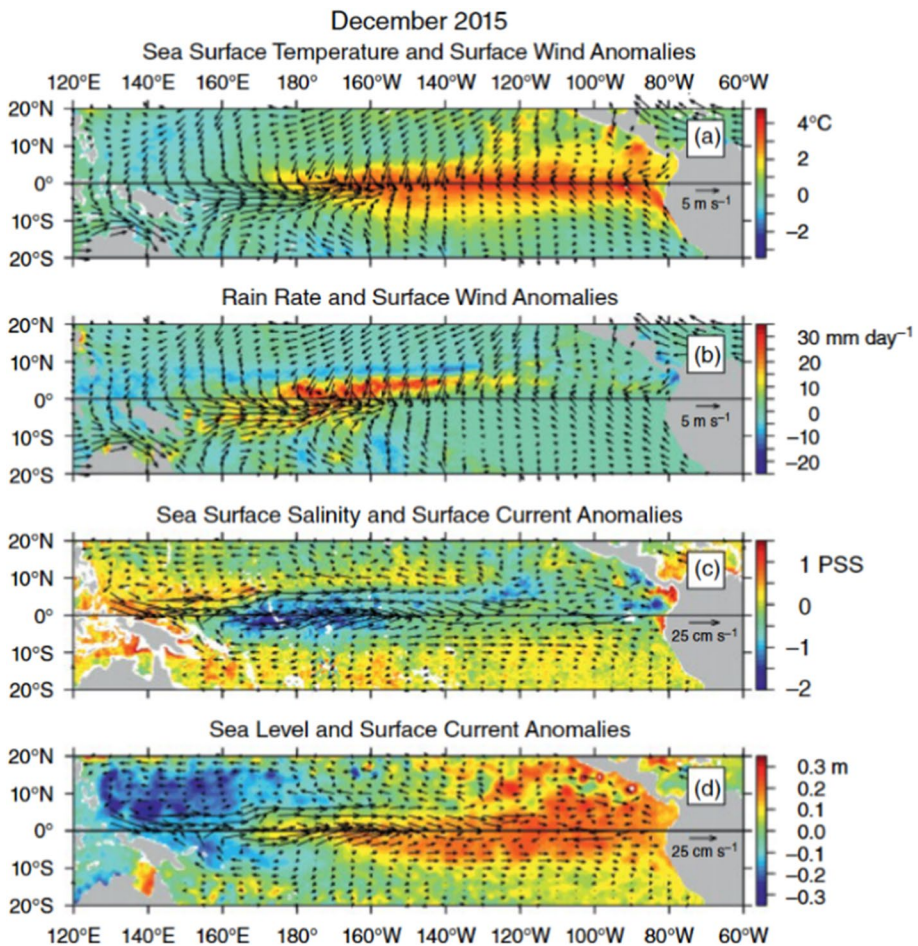 December 2015
Sea Surface Temperature and Surface Wind Anomalies
120°E 140°E 160°E 180° 160°W 140°W 120°W 100°W 80°W 60°W
20°N
10°N
0°
10°S
20°S
(a)
5 m s⁻¹
4°C
2
0
−2
Rain Rate and Surface Wind Anomalies
20°N
10°N
0°
10°S
20°S
(b)
5 m s⁻¹
30 mm day⁻¹
20
10
0
−10
−20
Sea Surface Salinity and Surface Current Anomalies
20°N
10°N
0°
10°S
20°S
(c)
25 cm s⁻¹
1 PSS
0
−1
−2
Sea Level and Surface Current Anomalies
20°N
10°N
0°
10°S
20°S
(d)
25 cm s⁻¹
0.3 m
0.2
0.1
0.0
−0.1
−0.2
−0.3
120°E 140°E 160°E 180° 160°W 140°W 120°W 100°W 80°W 60°W